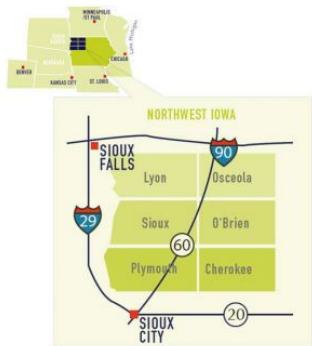 MINNEAPOLIS
/ST PAUL
Lake Michigan
CHICAGO
DENVER
KANSAS CITY
ST. LOUIS
NORTHWEST IOWA
SIOUX
FALLS
90
Lyon
Osceola
29
Sioux
O'Brien
60
Plymouth
Cherokee
20
SIOUX
CITY